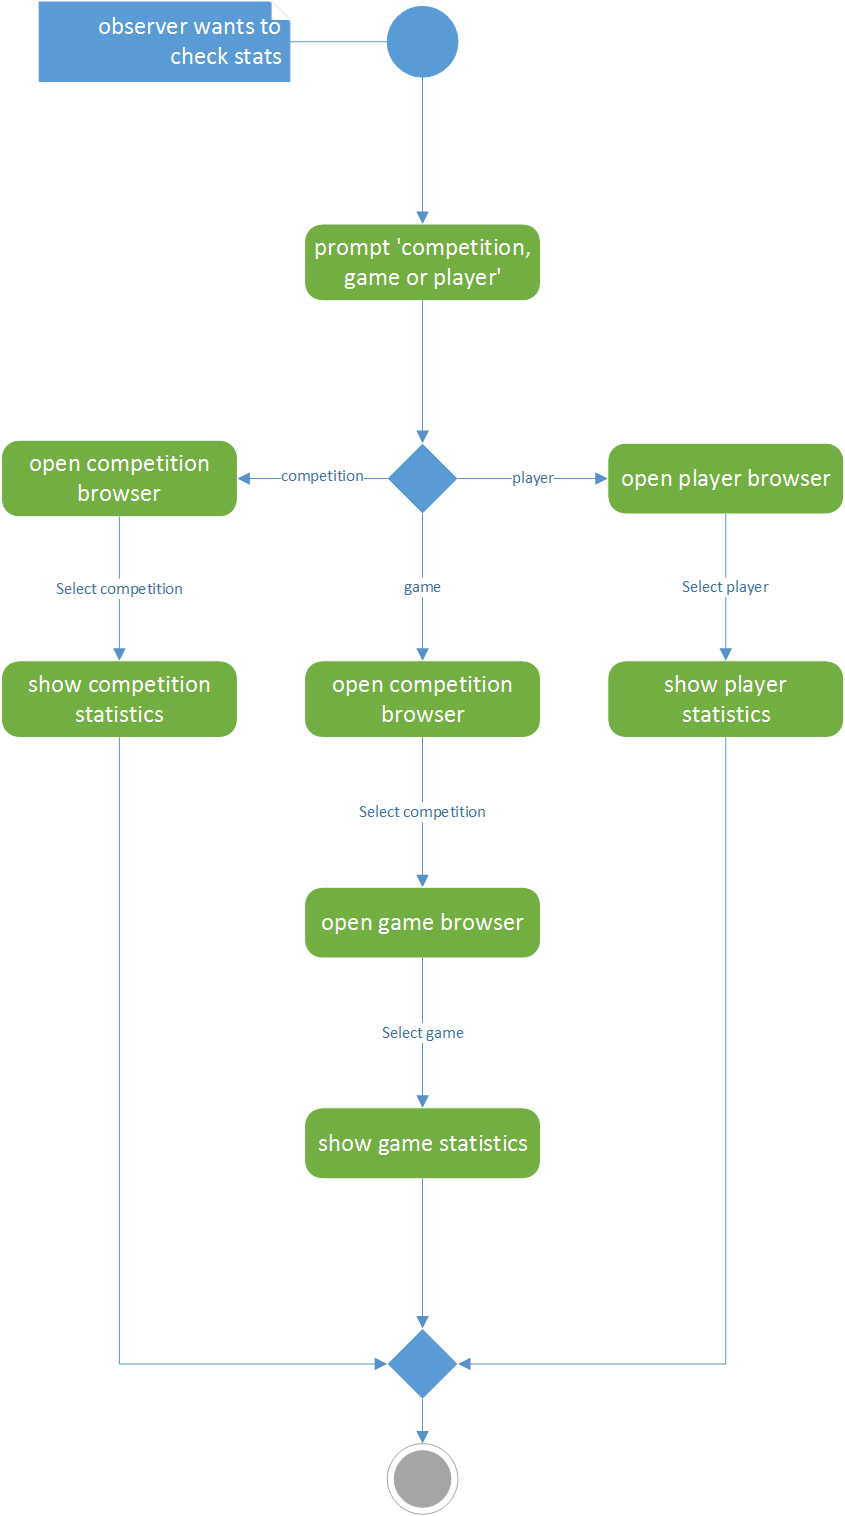 observer wants to
check stats
prompt 'competition,
game or player'
open competition
browser
competition
player
open player browser
Select competition
game
Select player
show competition
statistics
open competition
browser
show player
statistics
Select competition
open game browser
Select game
show game statistics